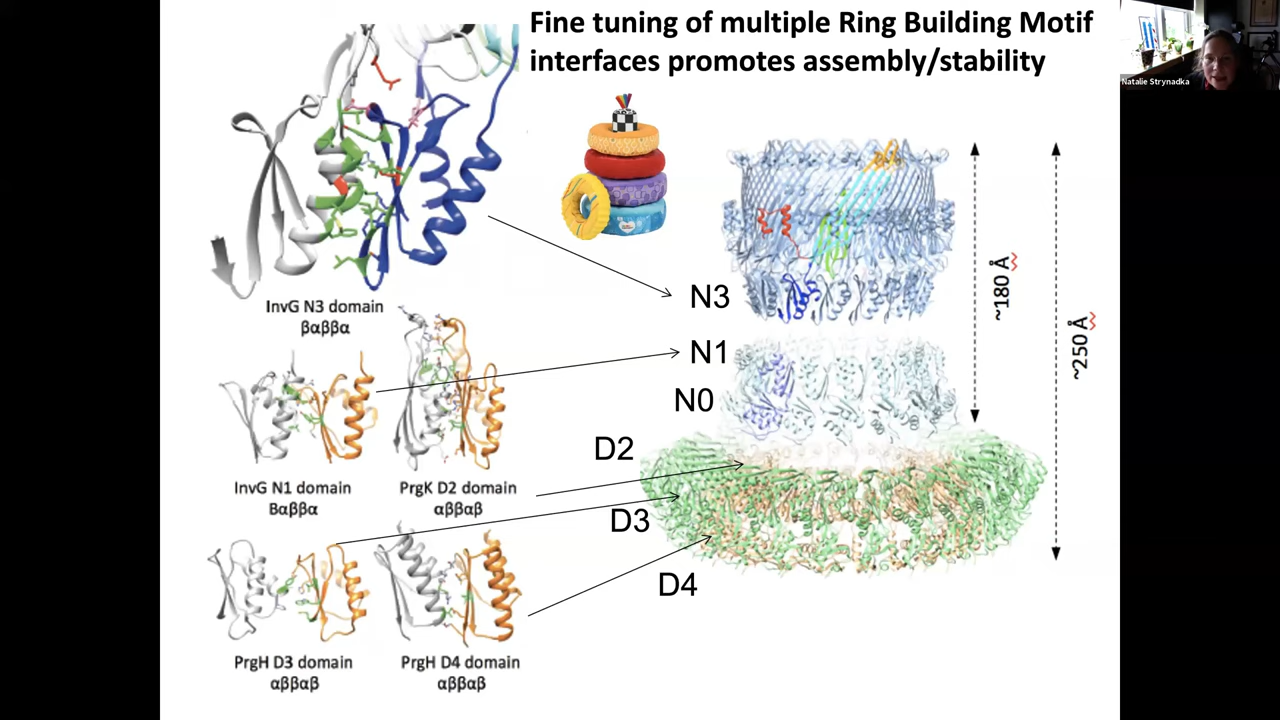 Fine tuning of multiple Ring Building Motif
interfaces promotes assembly/stability
Natalie Strynadka
InvG N3 domain
βαββα
InvG N1 domain
Βαββα
PrgK D2 domain
αββαβ
PrgH D3 domain
αββαβ
PrgH D4 domain
αββαβ
N3
N1
N0
D2
D3
D4
~180 Å
~250 Å